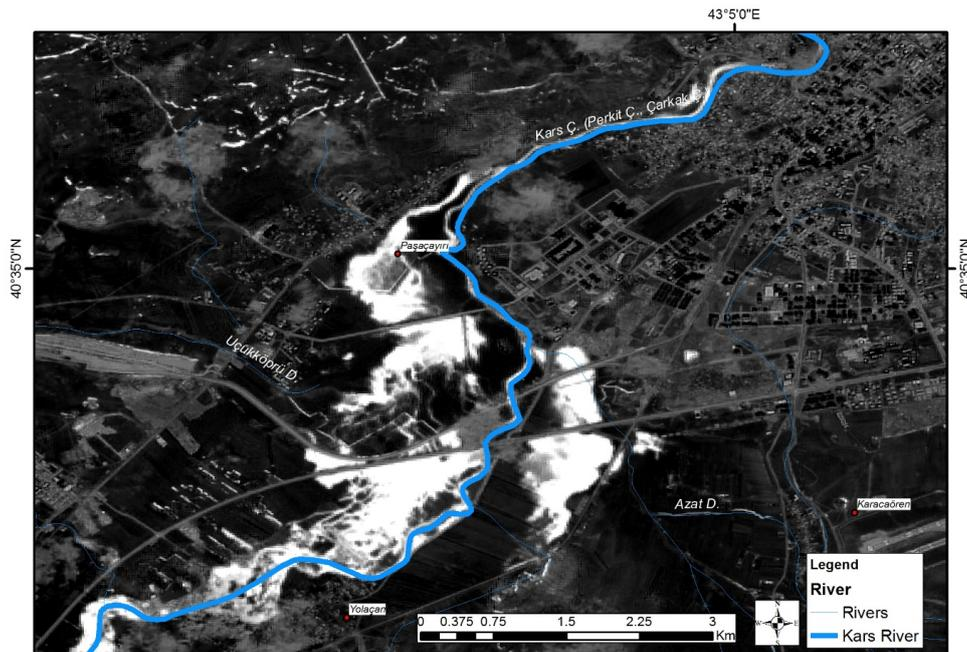 43°5'0"E
Kars Ç. (Perkit Ç., Çarkak
Paşaçayırı
40°35'0"N
40°35'0"N
Uçükköprü D.
Azat D.
Karacaören
Yolaçan
Legend
River
Rivers
Kars River
0 0.375 0.75 1.5 2.25 3
Km
N
W E
S